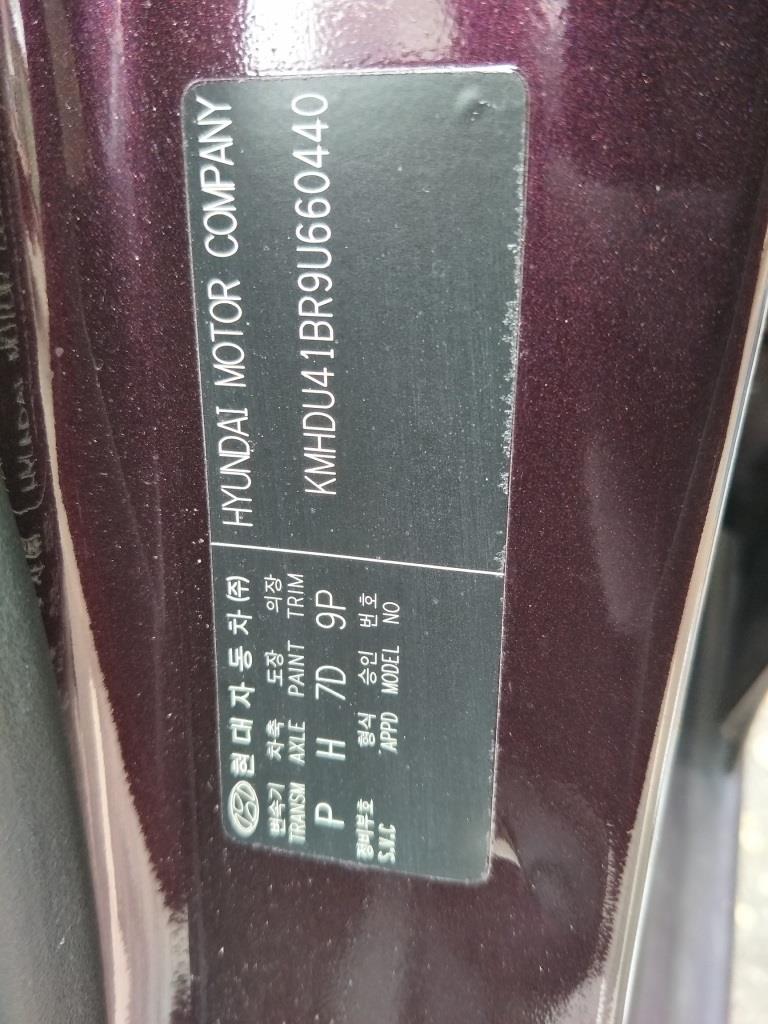 현대자동차(주) HYUNDAI MOTOR COMPANY
변속기 차축 도장 의장
TRANSM AXLE PAINT TRIM
KMHDU41BR9U660440
P H 7D 9P
정비부호 형식 승인 번호
S.V.C APPD MODEL NO